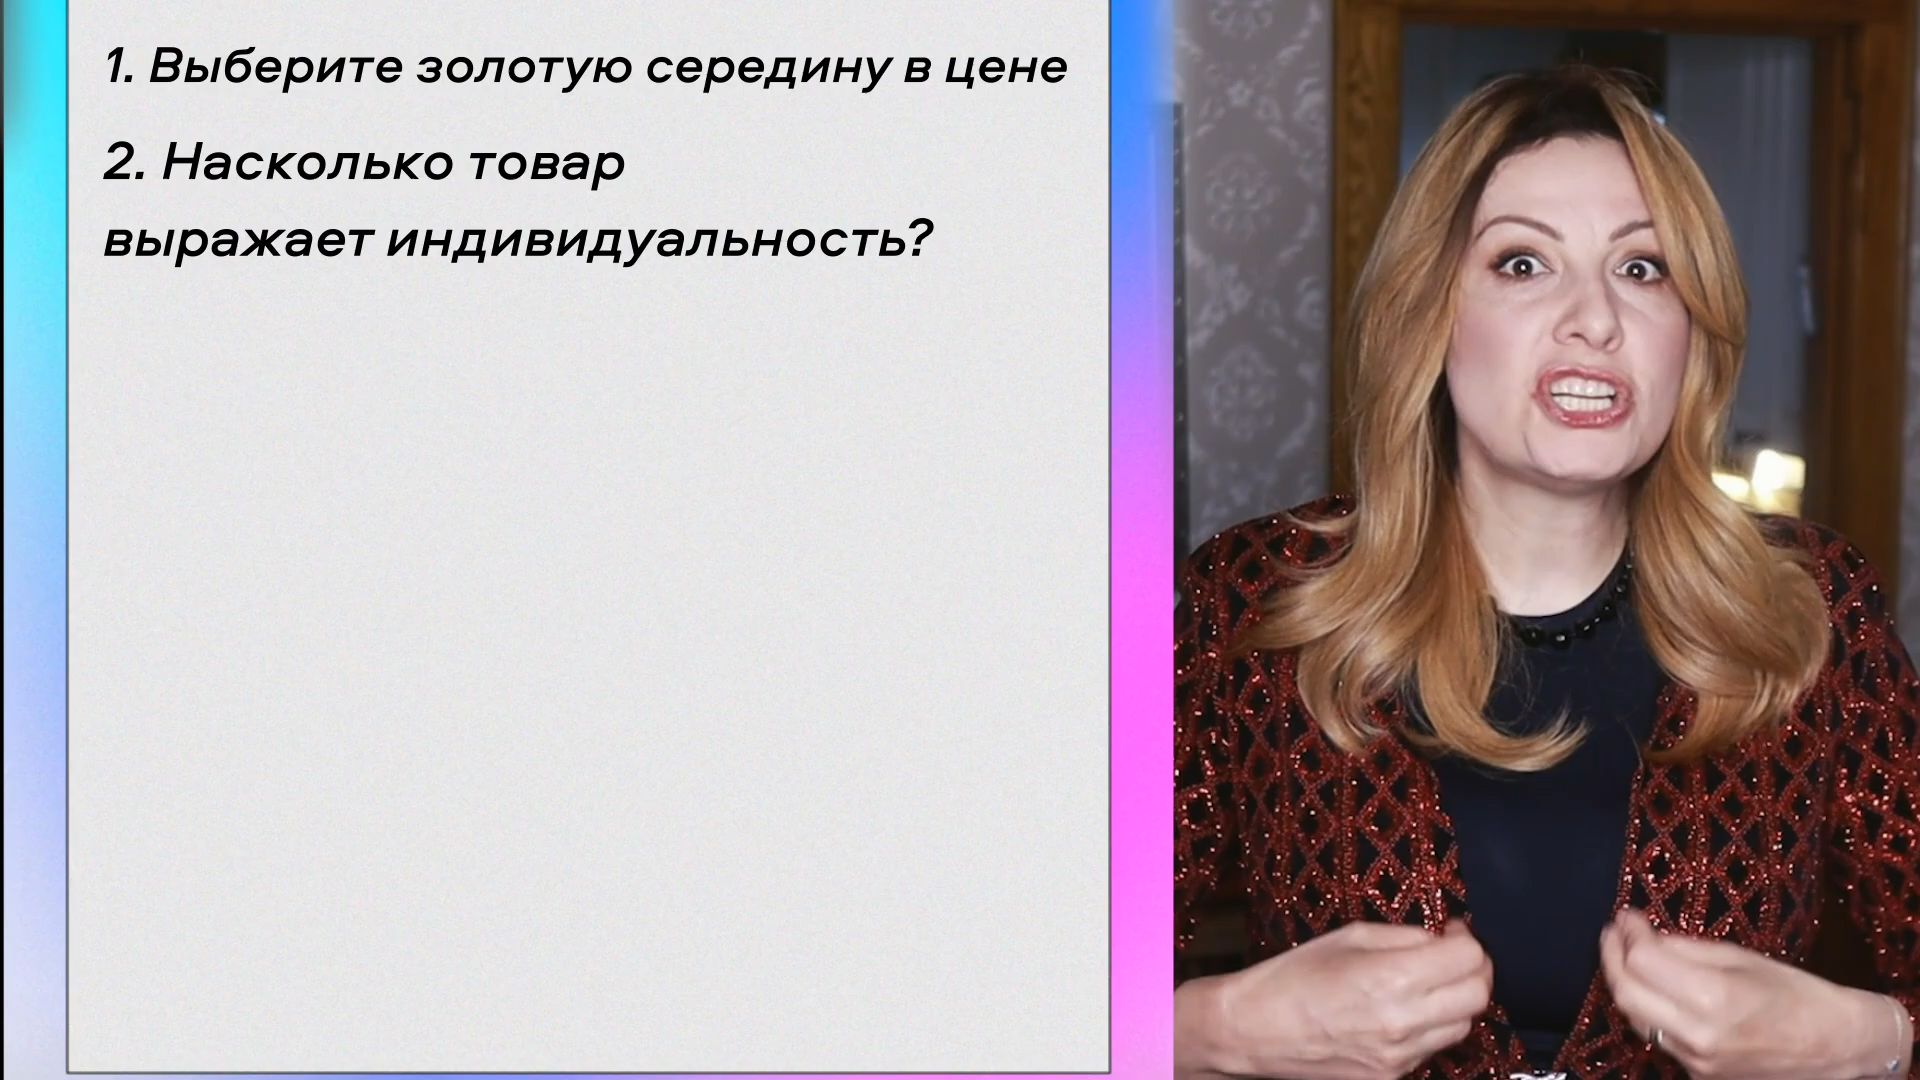 1. Выберите золотую середину в цене
2. Насколько товар
выражает индивидуальность?